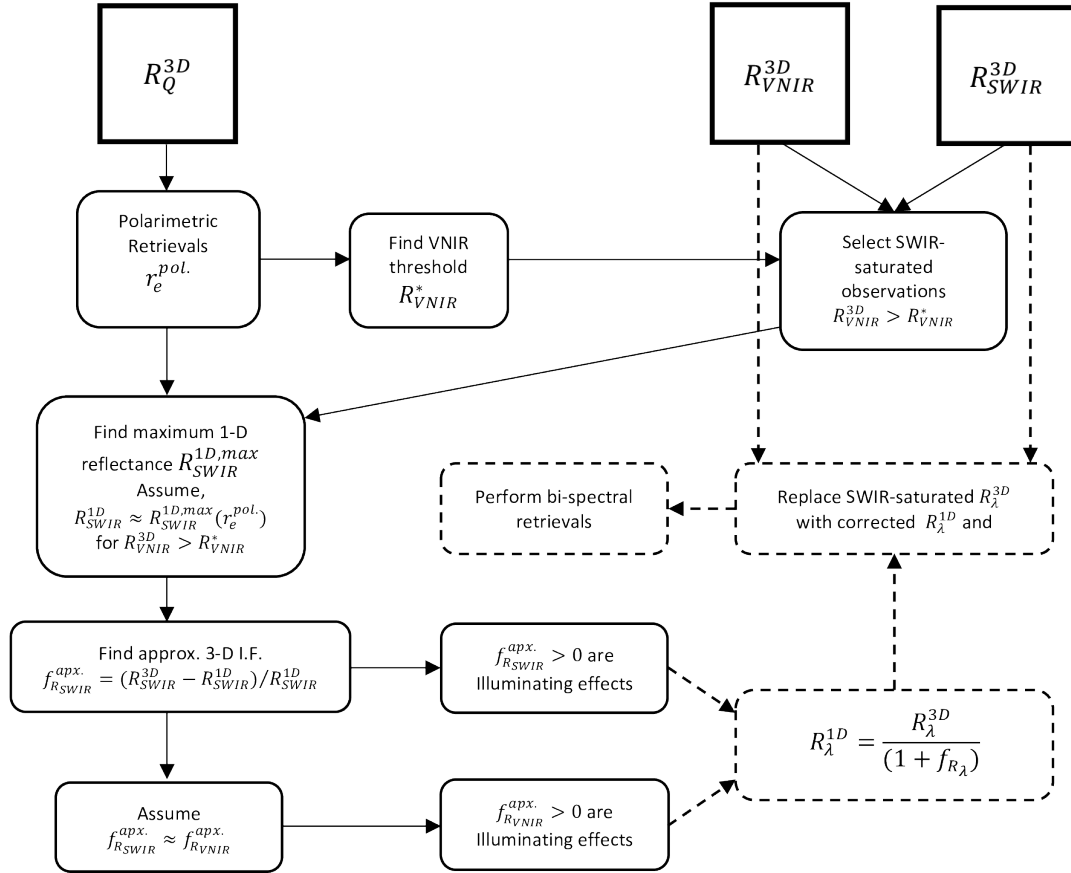 R_Q^{3D}
R_{VNIR}^{3D}
R_{SWIR}^{3D}
Polarimetric
Retrievals
r_e^{pol.}
Find VNIR
threshold
R_{VNIR}^*
Select SWIR-
saturated
observations
R_{VNIR}^{3D} > R_{VNIR}^*
Find maximum 1-D
reflectance R_{SWIR}^{1D,max}
Assume,
R_{SWIR}^{1D} ≈ R_{SWIR}^{1D,max}(r_e^{pol.})
for R_{VNIR}^{3D} > R_{VNIR}^*
Perform bi-spectral
retrievals
Replace SWIR-saturated R_λ^{3D}
with corrected R_λ^{1D} and
Find approx. 3-D I.F.
f_{R_{SWIR}}^{apx.} = (R_{SWIR}^{3D} − R_{SWIR}^{1D})/R_{SWIR}^{1D}
f_{R_{SWIR}}^{apx.} > 0 are
Illuminating effects
R_λ^{1D} = \frac{R_λ^{3D}}{(1 + f_{R_λ})}
Assume
f_{R_{SWIR}}^{apx.} ≈ f_{R_{VNIR}}^{apx.}
f_{R_{VNIR}}^{apx.} > 0 are
Illuminating effects